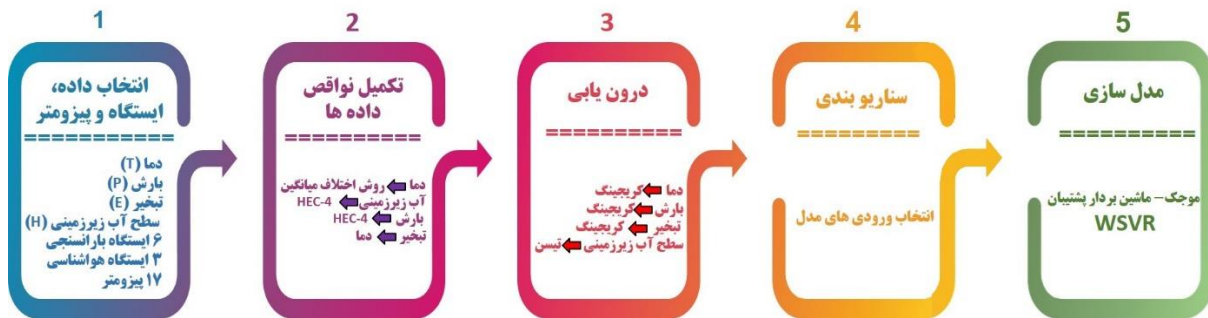 1
انتخاب داده،
ایستگاه و پیزومتر
===========
دما (T)
بارش (P)
تبخیر (E)
سطح آب زیرزمینی (H)
۶ ایستگاه بارانسنجی
۳ ایستگاه هواشناسی
۱۷ پیزومتر
2
تکمیل نواقص
داده ها
==========
دما ← روش اختلاف میانگین
آب زیرزمینی ← HEC-4
بارش ← HEC-4
تبخیر ← دما
3
درون یابی
==========
دما ← کریجینگ
بارش ← کریجینگ
تبخیر ← کریجینگ
سطح آب زیرزمینی ← تیسن
4
سناریو بندی
=========
انتخاب ورودی های مدل
5
مدل سازی
=========
موجک – ماشین بردار پشتیبان
WSVR